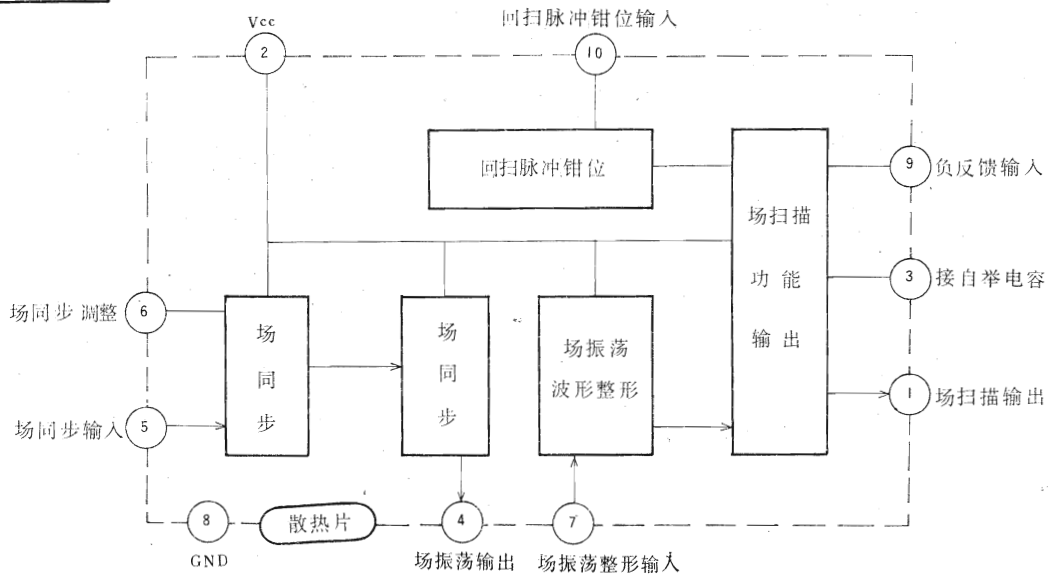 Vcc
回扫脉冲钳位输入
2
10
回扫脉冲钳位
9
负反馈输入
场扫描
功能
输出
3
接自举电容
场同步调整
6
场
同
步
场
同
步
场振荡
波形整形
1
场扫描输出
场同步输入
5
8
散热片
4
7
GND
场振荡输出
场振荡整形输入